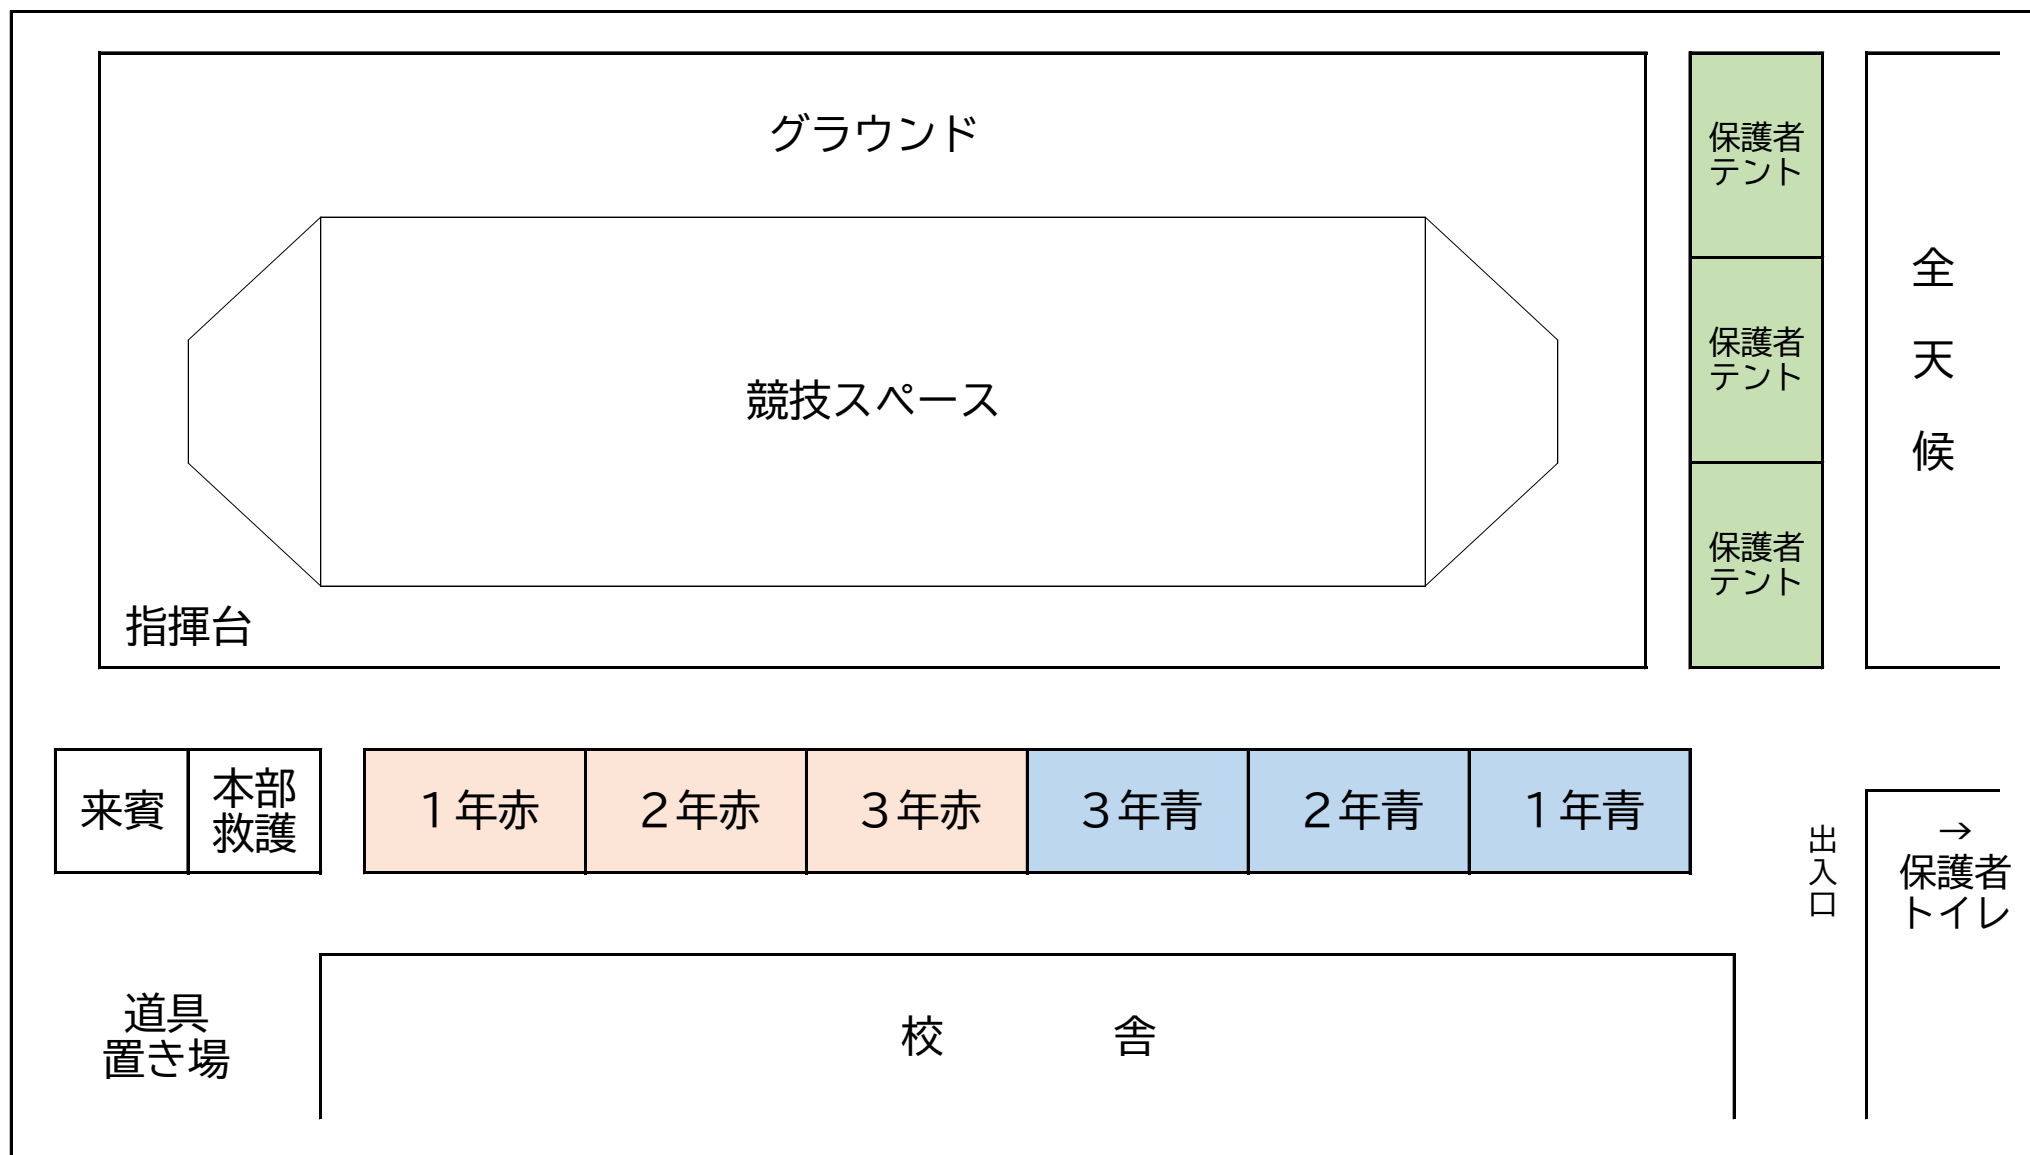 グラウンド
保護者
テント
保護者
テント
保護者
テント
全
天
候
競技スペース
指揮台
来賓
本部
救護
１年赤
２年赤
３年赤
３年青
２年青
１年青
出入口
→
保護者
トイレ
道具
置き場
校　　　　舎